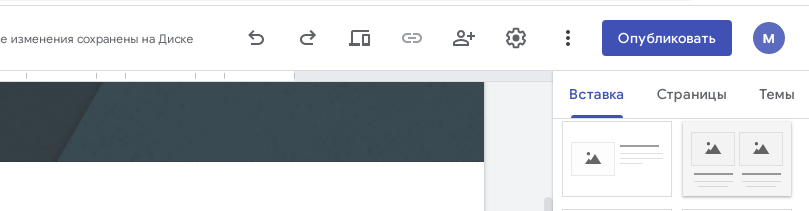 е изменения сохранены на Диске
Опубликовать
М
Вставка Страницы Темы